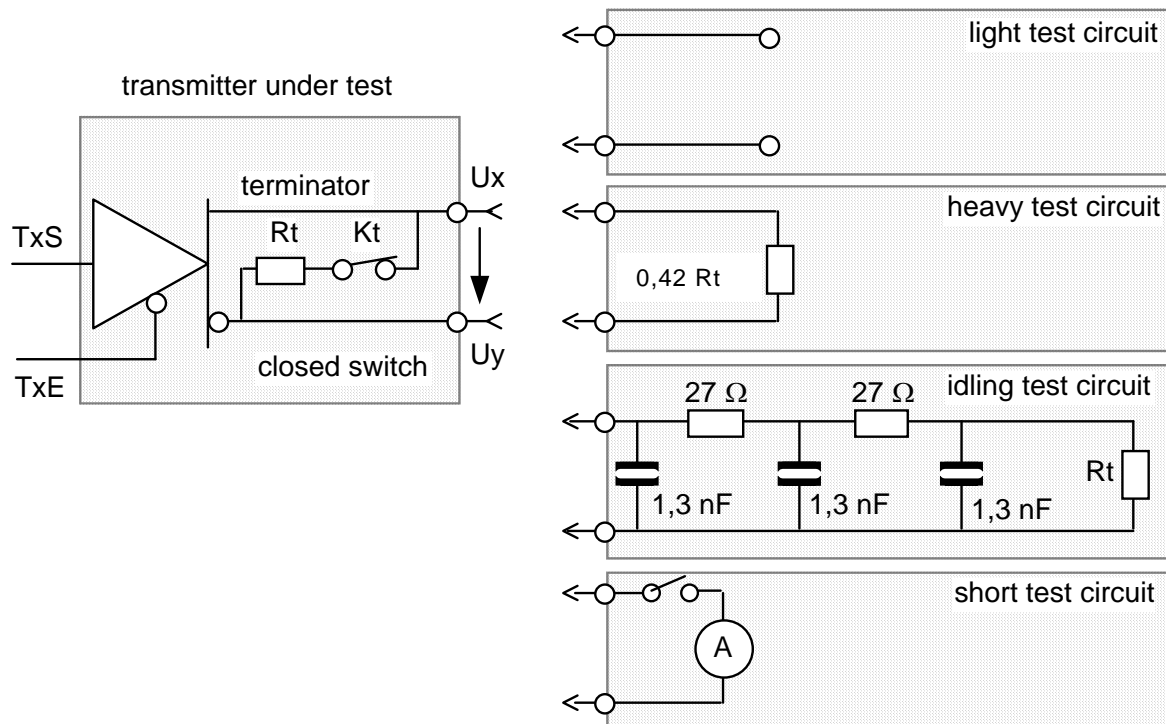 transmitter under test
terminator
Ux
Rt
Kt
TxS
Uy
closed switch
TxE
light test circuit
heavy test circuit
0,42 Rt
idling test circuit
27 Ω
27 Ω
Rt
1,3 nF
1,3 nF
1,3 nF
short test circuit
A